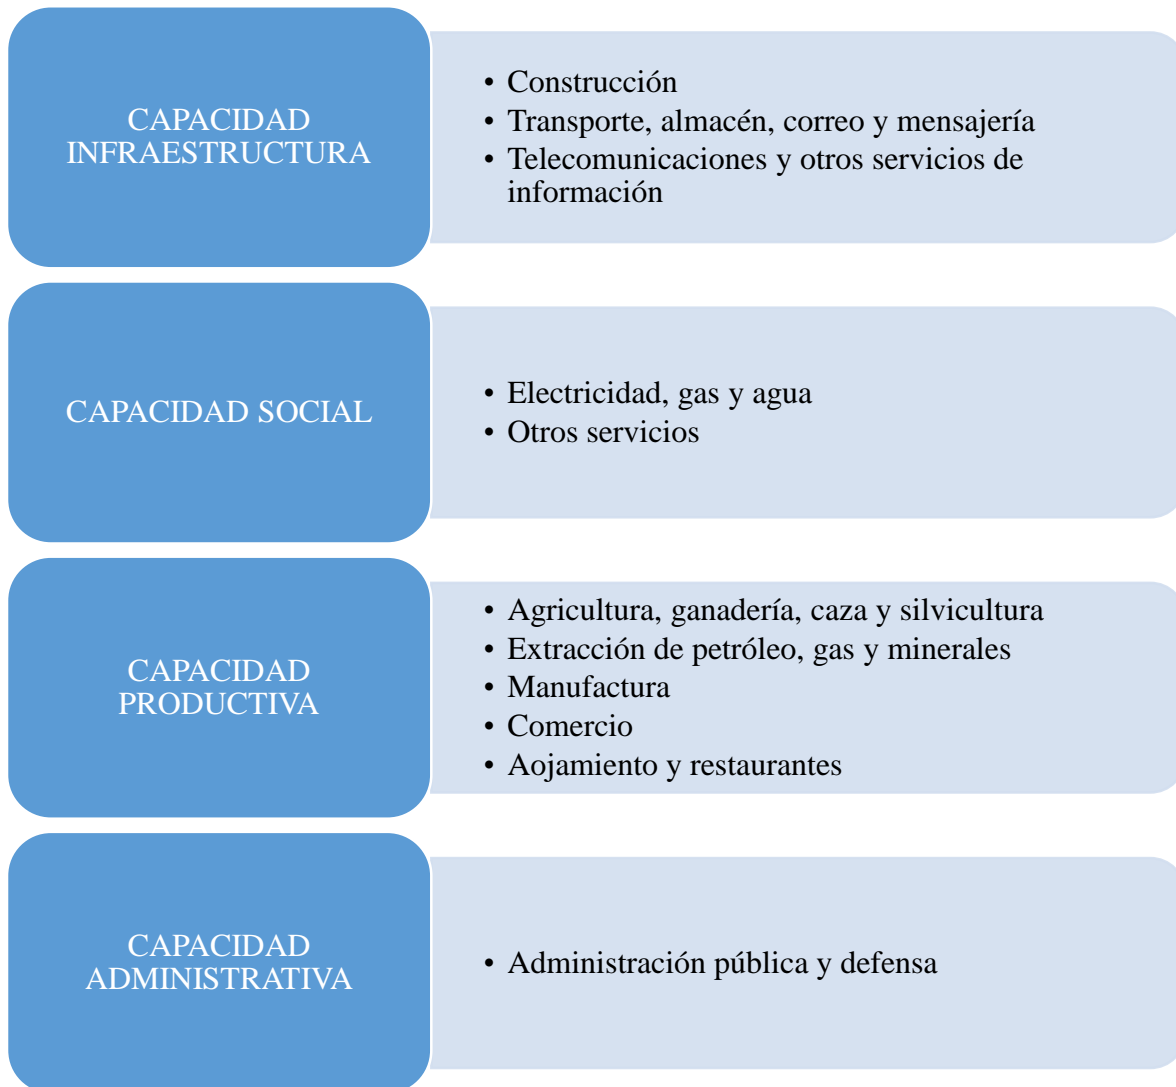 CAPACIDAD
INFRAESTRUCTURA
• Construcción
• Transporte, almacén, correo y mensajería
• Telecomunicaciones y otros servicios de
información
CAPACIDAD SOCIAL
• Electricidad, gas y agua
• Otros servicios
CAPACIDAD
PRODUCTIVA
• Agricultura, ganadería, caza y silvicultura
• Extracción de petróleo, gas y minerales
• Manufactura
• Comercio
• Aojamiento y restaurantes
CAPACIDAD
ADMINISTRATIVA
• Administración pública y defensa